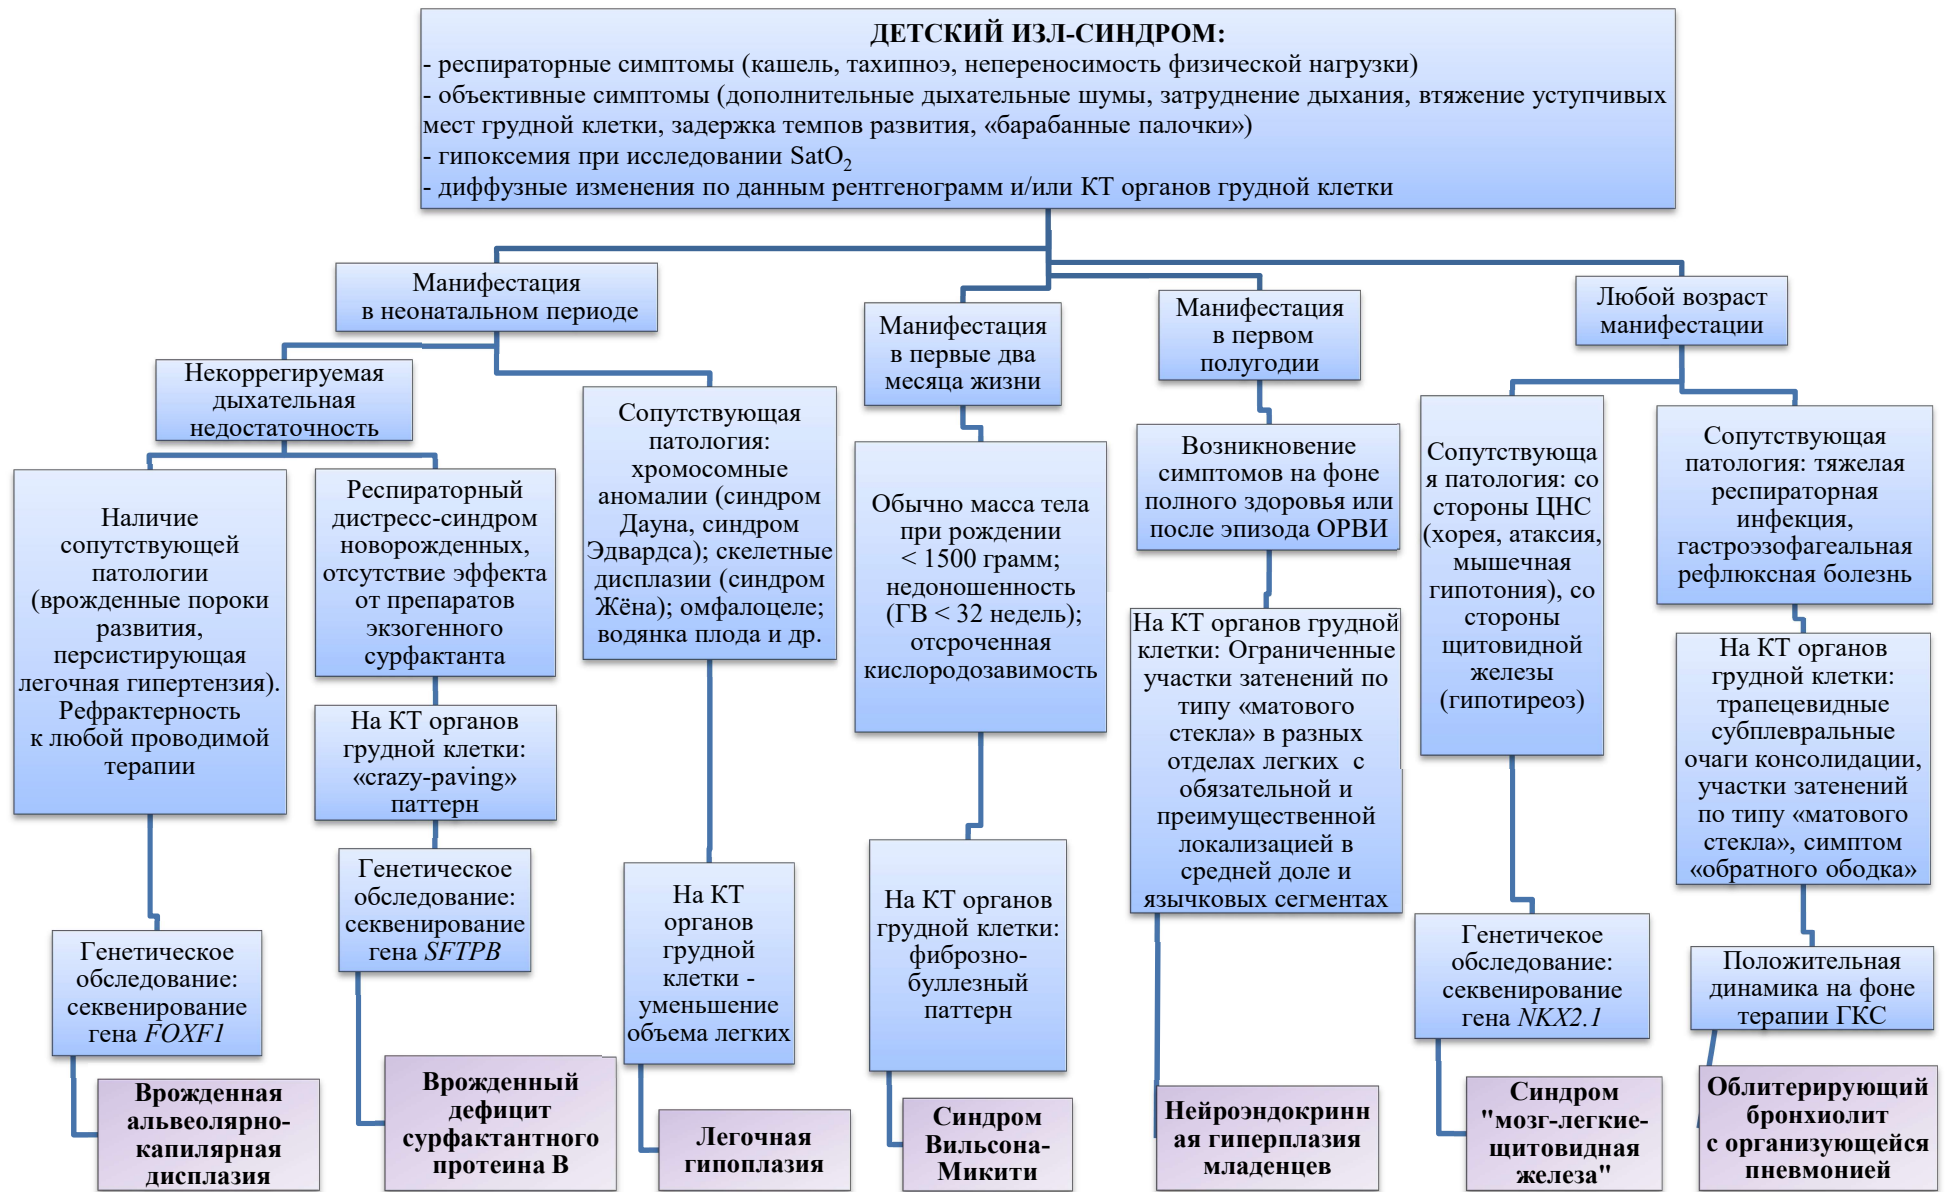 ДЕТСКИЙ ИЗЛ-СИНДРОМ:
- респираторные симптомы (кашель, тахипноэ, непереносимость физической нагрузки)
- объективные симптомы (дополнительные дыхательные шумы, затруднение дыхания, втяжение уступчивых
мест грудной клетки, задержка темпов развития, «барабанные палочки»)
- гипоксемия при исследовании SatO2
- диффузные изменения по данным рентгенограмм и/или КТ органов грудной клетки
Манифестация
в неонатальном периоде
Некоррегируемая
дыхательная
недостаточность
Наличие
сопутствующей
патологии
(врожденные пороки
развития,
персистирующая
легочная гипертензия).
Рефрактерность
к любой проводимой
терапии
Генетическое
обследование:
секвенирование
гена FOXF1
Врожденная
альвеолярно-
капилярная
дисплазия
Респираторный
дистресс-синдром
новорожденных,
отсутствие эффекта
от препаратов
экзогенного
сурфактанта
На КТ органов
грудной клетки:
«crazy-paving»
паттерн
Генетическое
обследование:
секвенирование
гена SFTPB
Врожденный
дефицит
сурфактантного
протеина В
Сопутствующая
патология:
хромосомные
аномалии (синдром
Дауна, синдром
Эдвардса); скелетные
дисплазии (синдром
Жёна); омфалоцеле;
водянка плода и др.
На КТ
органов
грудной
клетки -
уменьшение
объема легких
Легочная
гипоплазия
Манифестация
в первые два
месяца жизни
Обычно масса тела
при рождении
< 1500 грамм;
недоношенность
(ГВ < 32 недель);
отсроченная
кислородозавимость
На КТ органов
грудной клетки:
фиброзно-
буллезный
паттерн
Синдром
Вильсона-
Микити
Манифестация
в первом
полугодии
Возникновение
симптомов на фоне
полного здоровья или
после эпизода ОРВИ
На КТ органов грудной
клетки: Ограниченные
участки затенений по
типу «матового
стекла» в разных
отделах легких с
обязательной и
преимущественной
локализацией в
средней доле и
язычковых сегментах
Нейроэндокринн
ая гиперплазия
младенцев
Любой возраст
манифестации
Сопутствующа
я патология: со
стороны ЦНС
(хорея, атаксия,
мышечная
гипотония), со
стороны
щитовидной
железы
(гипотиреоз)
Генетичекое
обследование:
секвенирование
гена NKX2.1
Синдром
"мозг-легкие-
щитовидная
железа"
Сопутствующая
патология: тяжелая
респираторная
инфекция,
гастроэзофагеальная
рефлюксная болезнь
На КТ органов
грудной клетки:
трапецевидные
субплевральные
очаги консолидации,
участки затенений
по типу «матового
стекла», симптом
«обратного ободка»
Положительная
динамика на фоне
терапии ГКС
Облитерирующий
бронхиолит
с организующейся
пневмонией